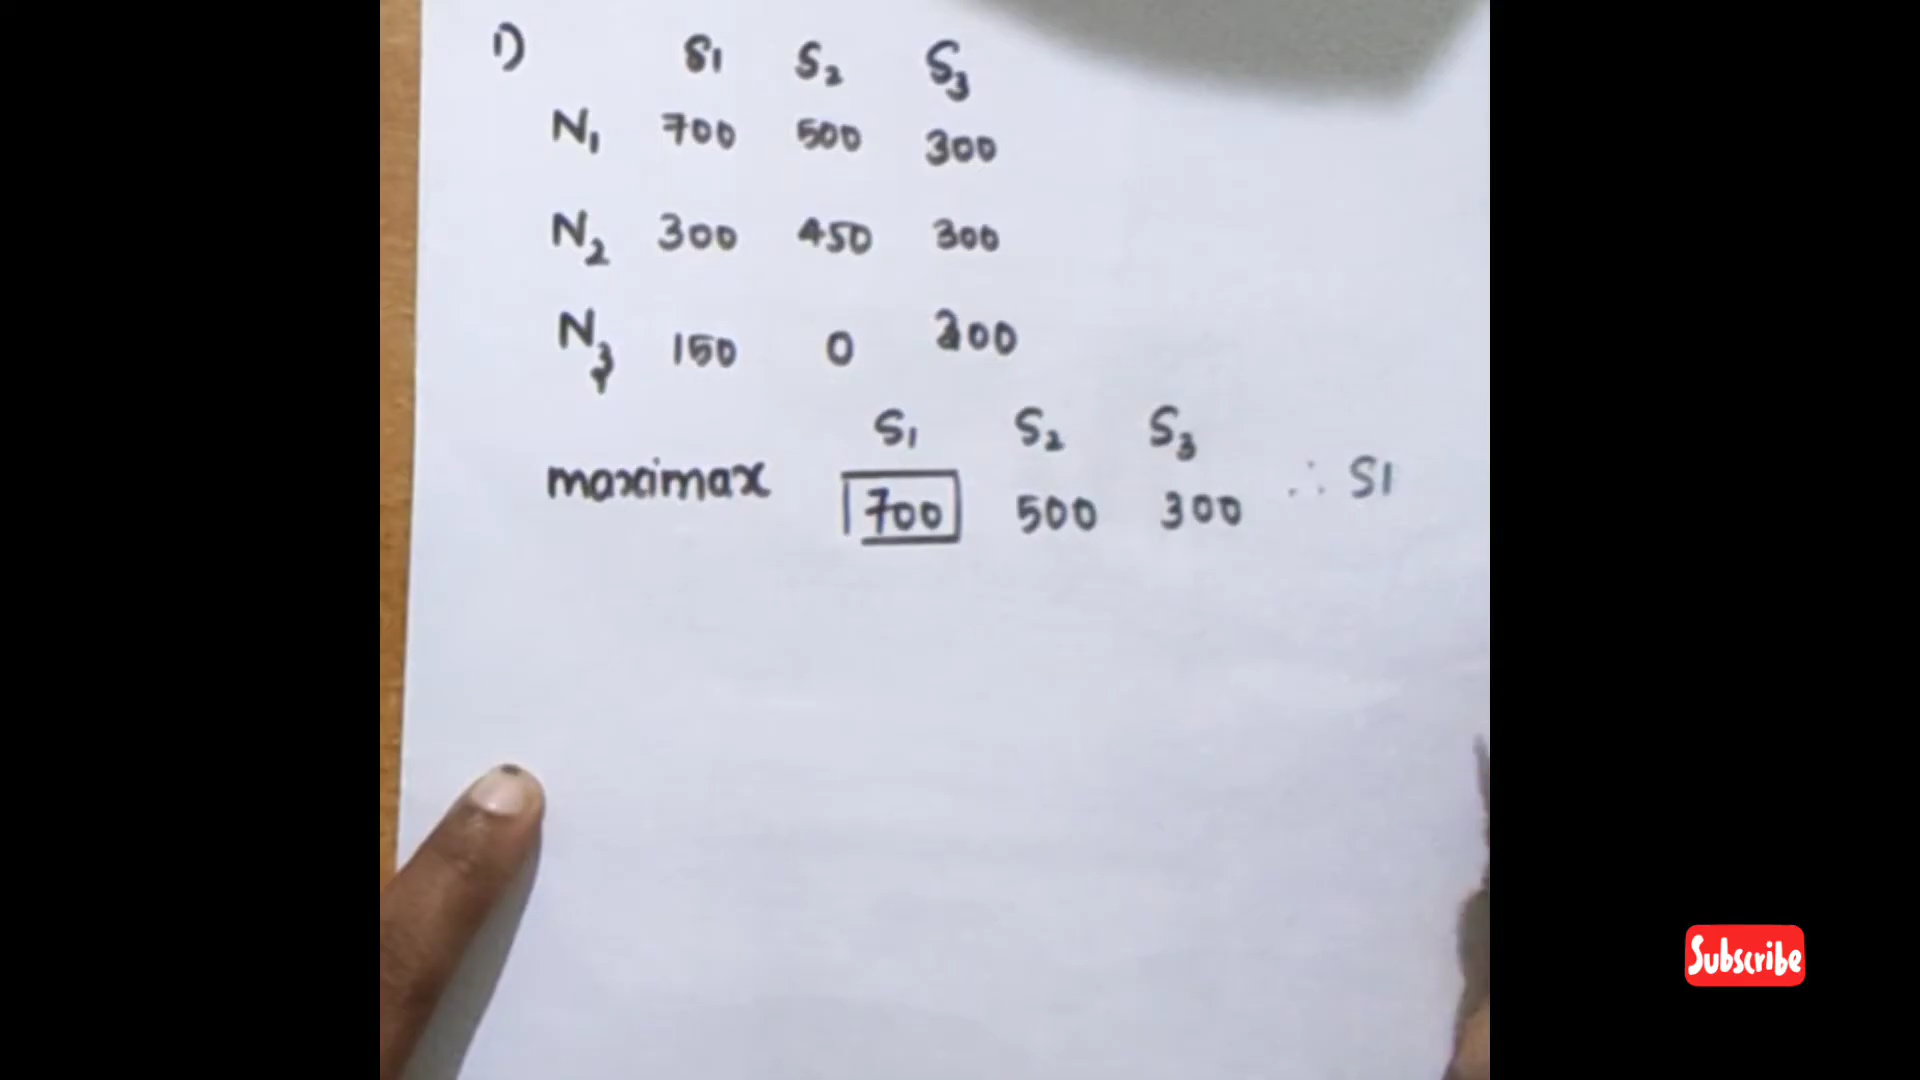 1) S1 S2 S3
N1 700 500 300
N2 300 450 300
N3 150 0 300
S1 S2 S3
maximax 700 500 300 ∴ S1
Subscribe